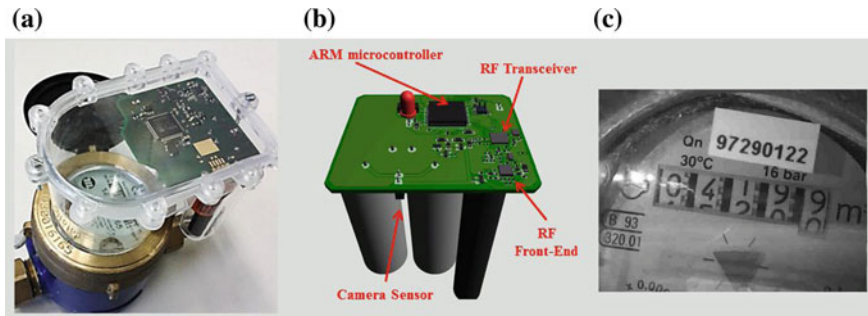 (a)
(b)
(c)
ARM microcontroller
RF Transceiver
RF
Front-End
Camera Sensor
Qn
97290122
30°C
16 bar
m
B 93
320.01